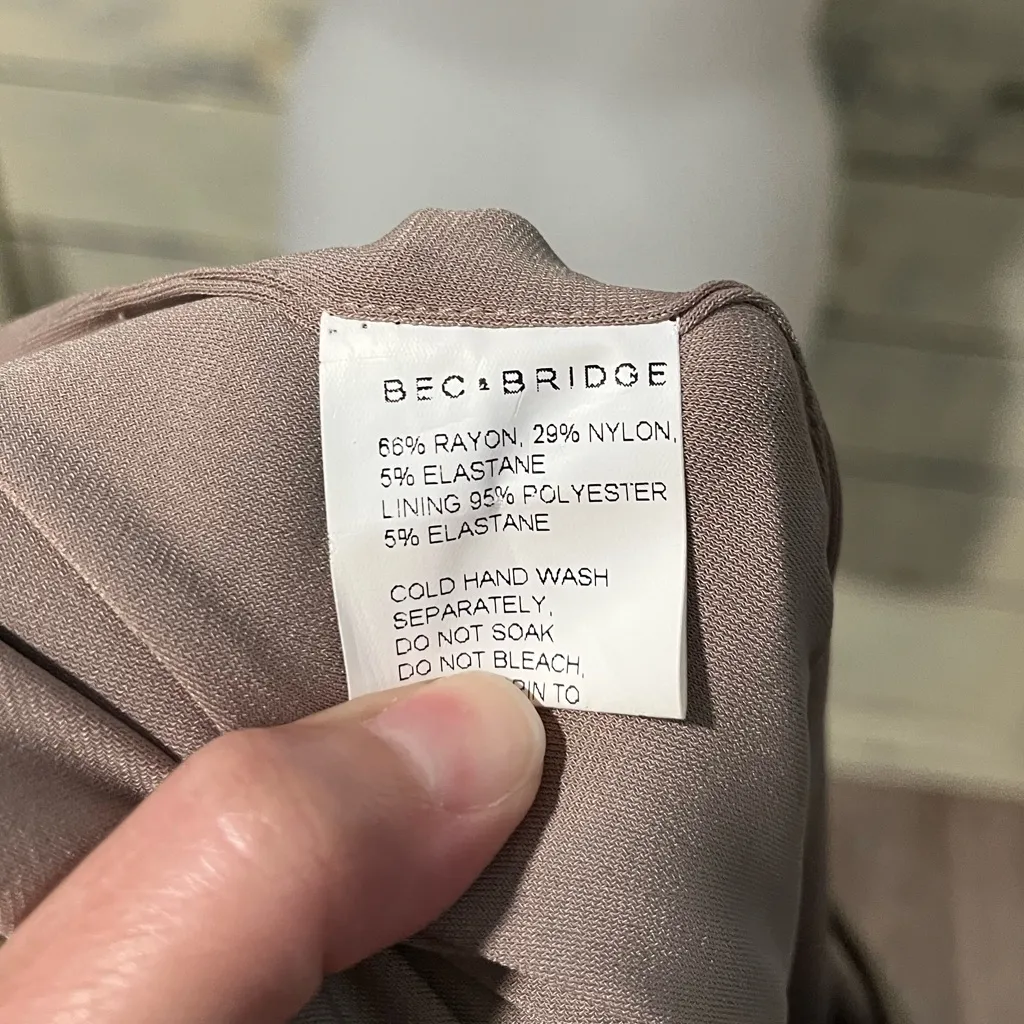 BEC & BRIDGE
66% RAYON, 29% NYLON,
5% ELASTANE
LINING 95% POLYESTER
5% ELASTANE
COLD HAND WASH
SEPARATELY,
DO NOT SOAK
DO NOT BLEACH,
TO